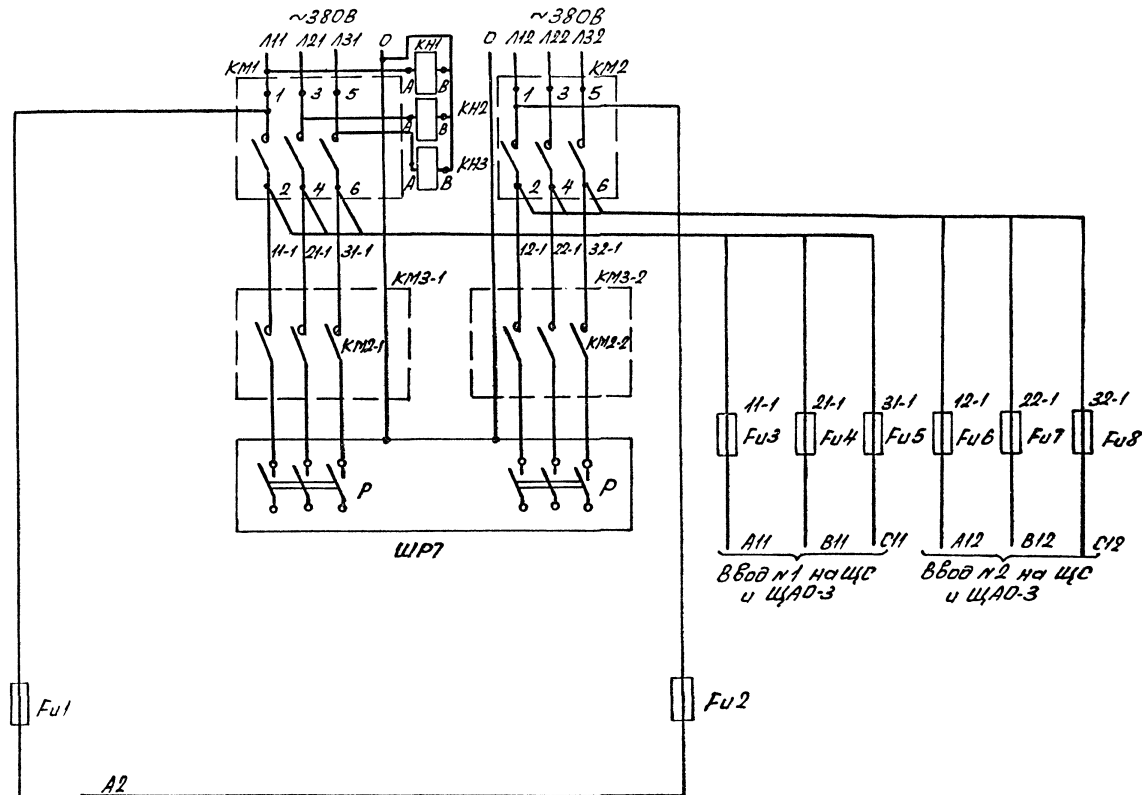 ~380В ~380В
Л11 Л21 Л31 0 КН1 0 Л12 Л22 Л32
КМ1 КМ2
А В
1 3 5 1 3 5
КН2
А В
КН3
А В
2 4 6 2 4 6
11-1 21-1 31-1 12-1 22-1 32-1
КМ3-1 КМ3-2
КМ2-1 КМ2-2
11-1 21-1 31-1 12-1 22-1 32-1
Fu3 Fu4 Fu5 Fu6 Fu7 Fu8
Р Р
ШР7
А11 В11 С11 А12 В12 С12
Ввод №1 на ЩС Ввод №2 на ЩС
и ЩАО-3 и ЩАО-3
Fu1 Fu2
А2